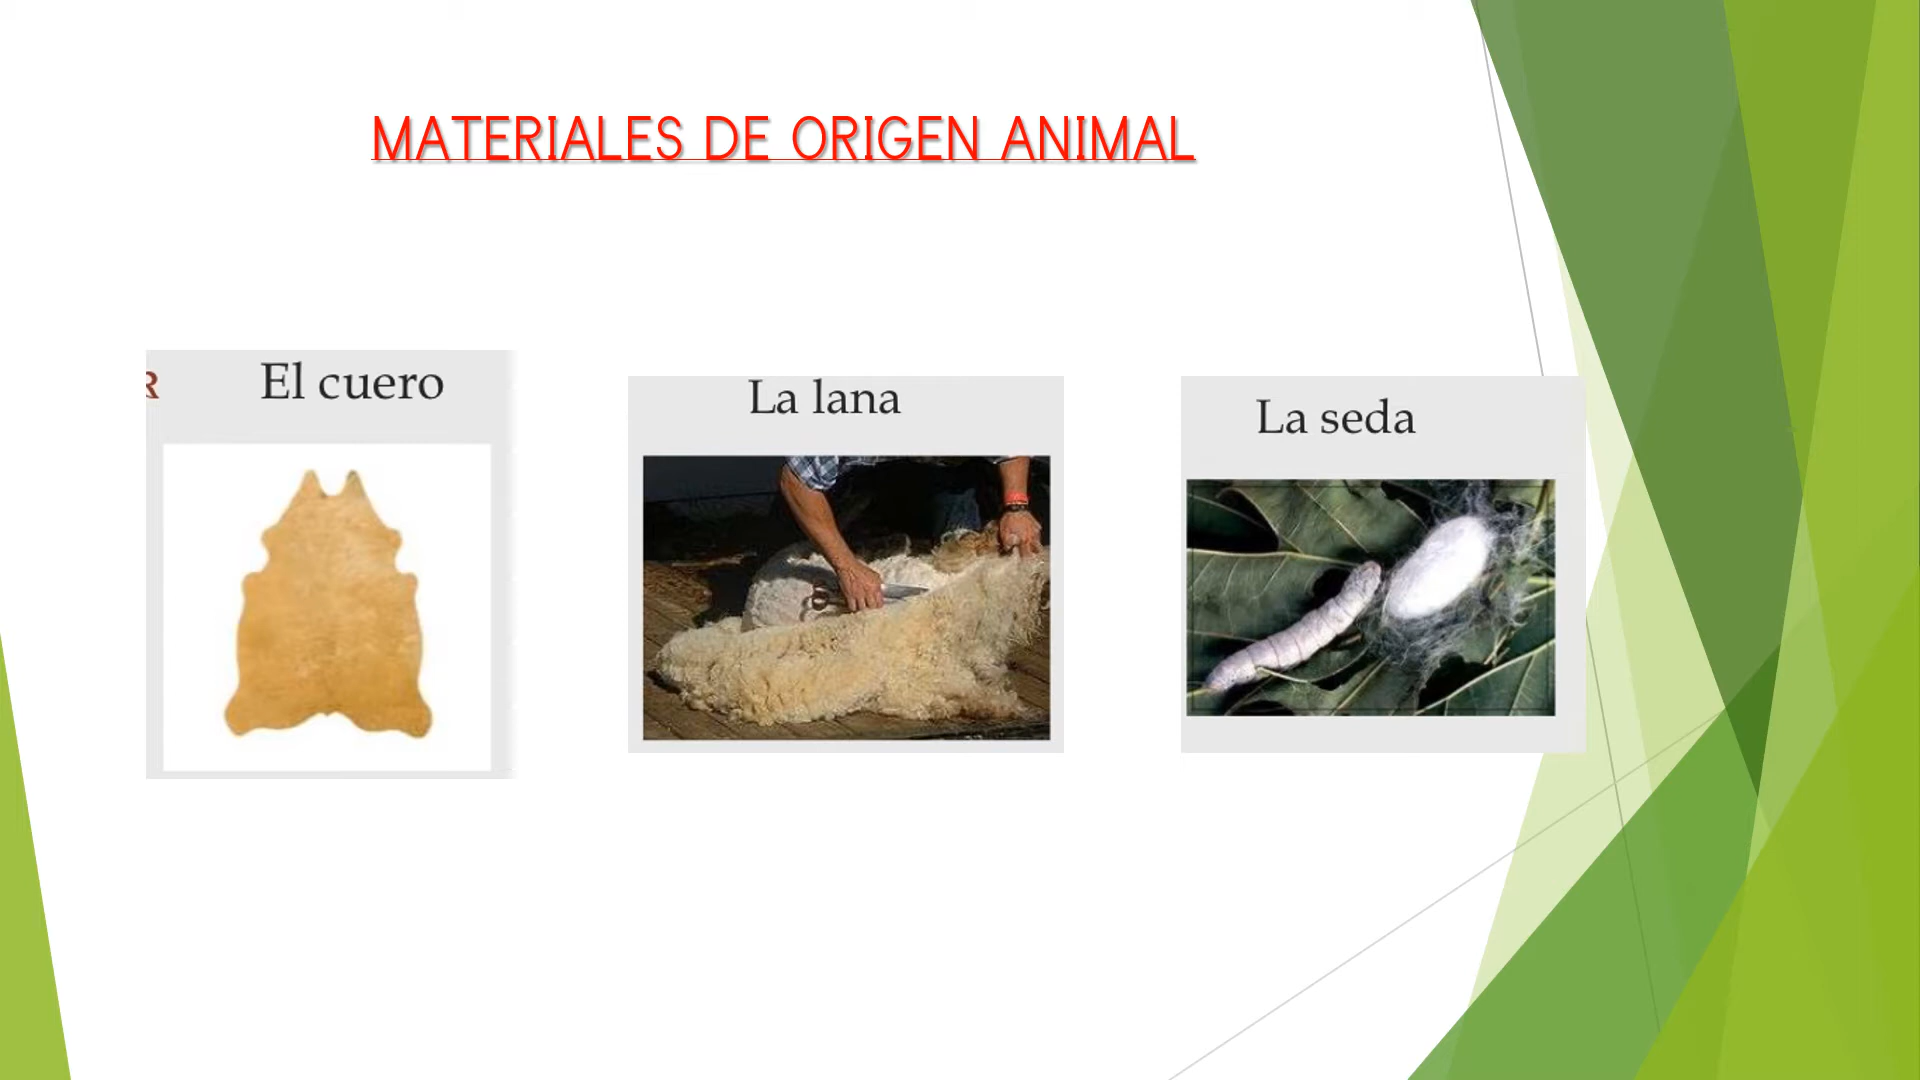 MATERIALES DE ORIGEN ANIMAL
R
El cuero
La lana
La seda